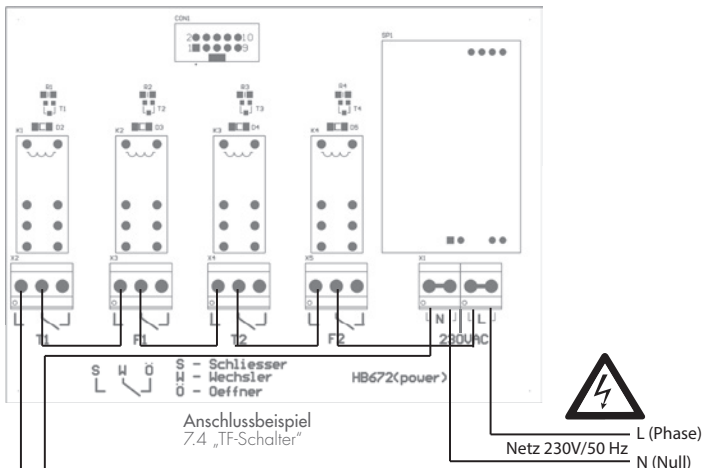 CON1
2 10
1 9
SP1
R1 R2 R3 R4
T1 T2 T3 T4
D2 D3 D4 D5
K1 K2 K3 K4
X2 X3 X4 X5 X1
T1 F1 T2 F2 N L
230VAC
S W Ö
S - Schliesser
W - Wechsler
Ö - Oeffner
HB672(power)
Anschlussbeispiel
7.4 „TF-Schalter“
L (Phase)
Netz 230V/50 Hz
N (Null)